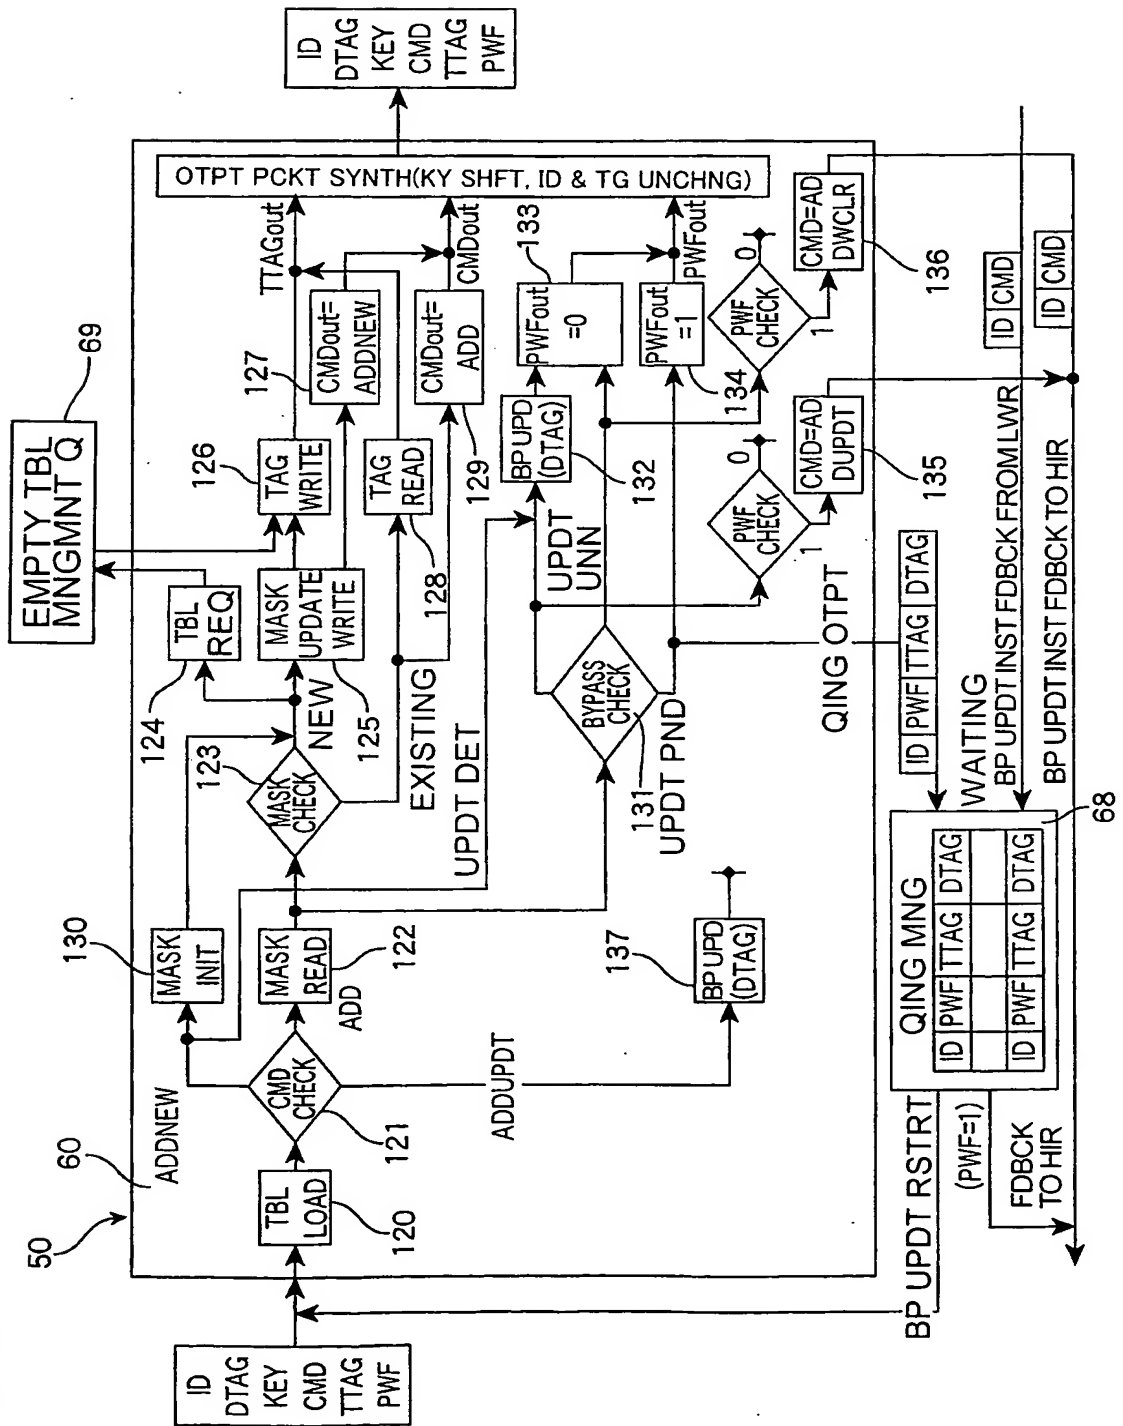 50
60
ID
DTAG
KEY
CMD
TTAG
PWF
TBL
LOAD
120
CMD
CHECK
121
ADDNEW
MASK
INIT
130
MASK
READ
122
ADD
ADDUPDT
BP UPD
(DTAG)
137
MASK
CHECK
123
NEW
EXISTING
UPDT DET
TBL
REQ
124
MASK
UPDATE
WRITE
125
EMPTY TBL
MNGMNT Q
69
TAG
WRITE
126
TAG
READ
128
CMDout=
ADDNEW
127
CMDout=
ADD
129
BYPASS
CHECK
131
UPDT
UNN
UPDT PND
BP UPD
(DTAG)
132
PWFout
=0
133
PWFout
=1
134
PWF
CHECK
0
1
CMD=AD
DUPDT
135
PWF
CHECK
0
1
CMD=AD
DWCLR
136
TTAGout
CMDout
PWFout
OTPT PCKT SYNTH(KY SHFT, ID & TG UNCHNG)
ID
DTAG
KEY
CMD
TTAG
PWF
QING OTPT
ID PWF TTAG DTAG
WAITING
BP UPDT INST FDBCK FROM LWR
ID CMD
BP UPDT INST FDBCK TO HIR
ID CMD
QING MNG
ID PWF TTAG DTAG
ID PWF TTAG DTAG
68
BP UPDT RSTRT
(PWF=1)
FDBCK
TO HIR